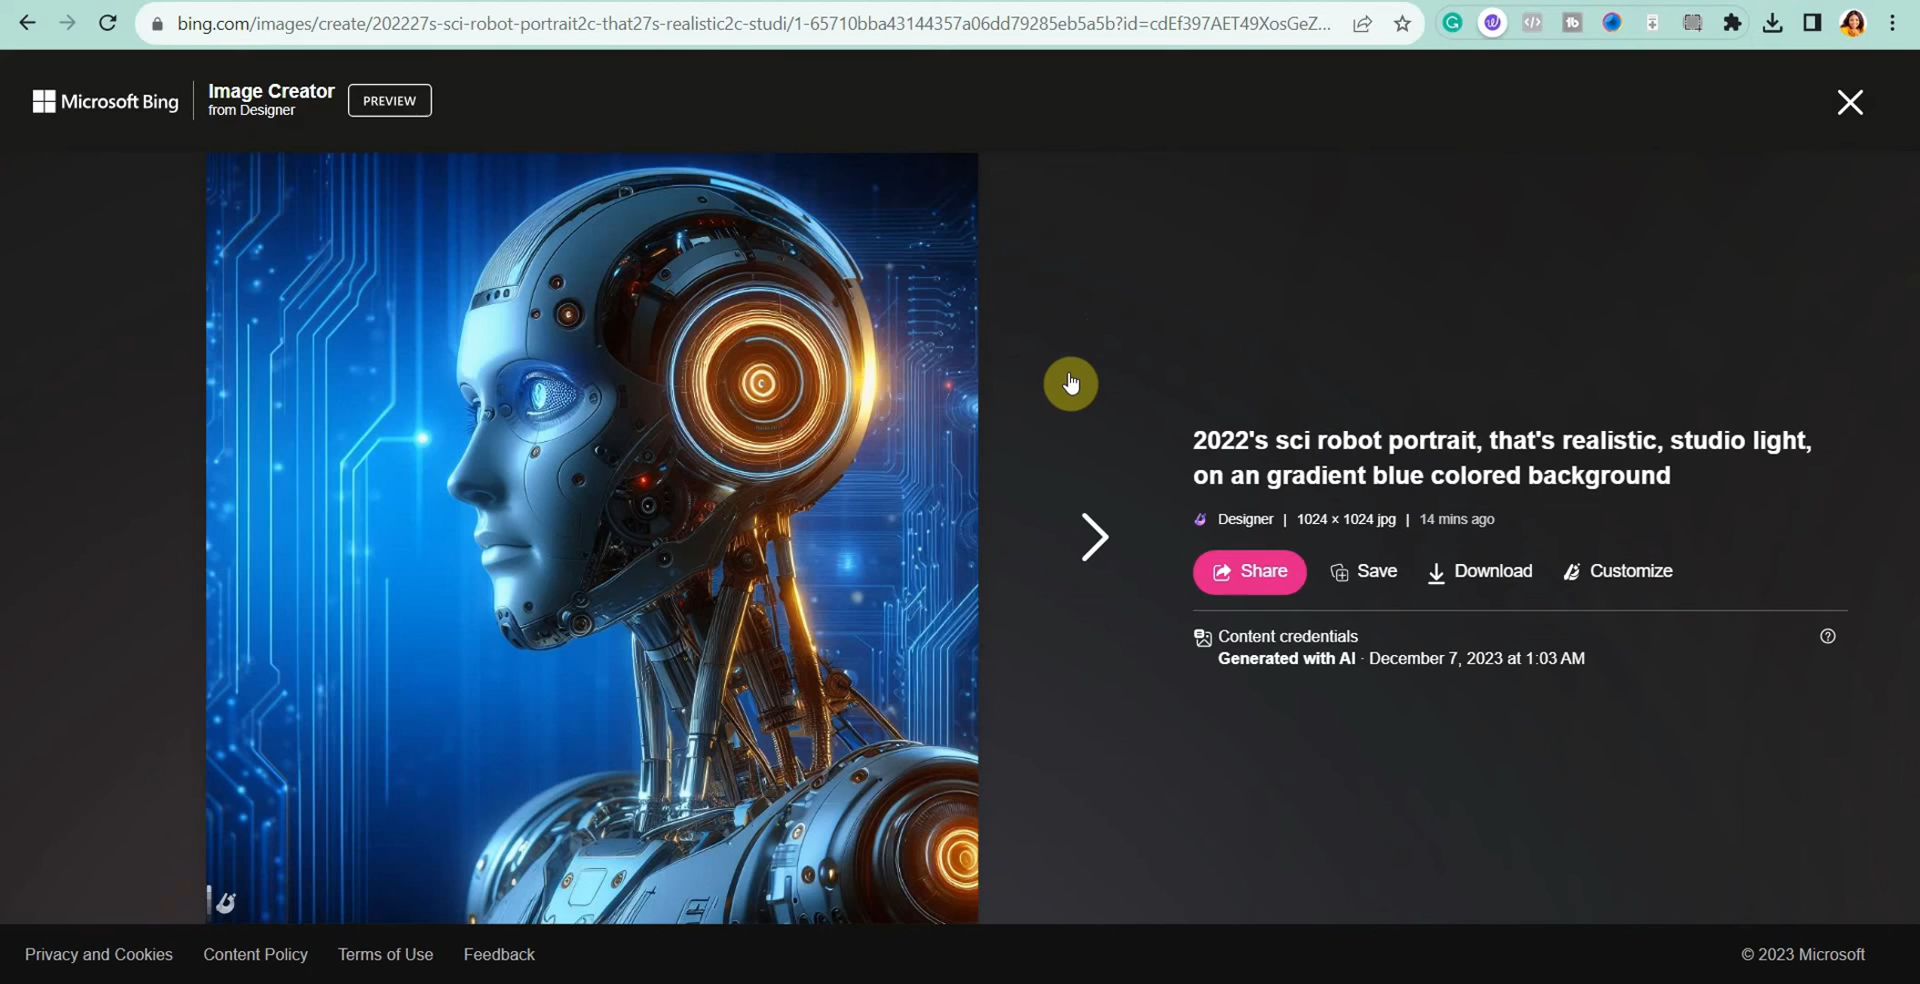 bing.com/images/create/202227s-sci-robot-portrait2c-that27s-realistic2c-studi/1-65710bba43144357a06dd79285eb5a5b?id=cdEf397AET49XosGeZ...
Microsoft Bing
Image Creator
from Designer
PREVIEW
2022's sci robot portrait, that's realistic, studio light,
on an gradient blue colored background
Designer | 1024 × 1024 jpg | 14 mins ago
Share Save Download Customize
Content credentials
Generated with AI · December 7, 2023 at 1:03 AM
Privacy and Cookies Content Policy Terms of Use Feedback © 2023 Microsoft